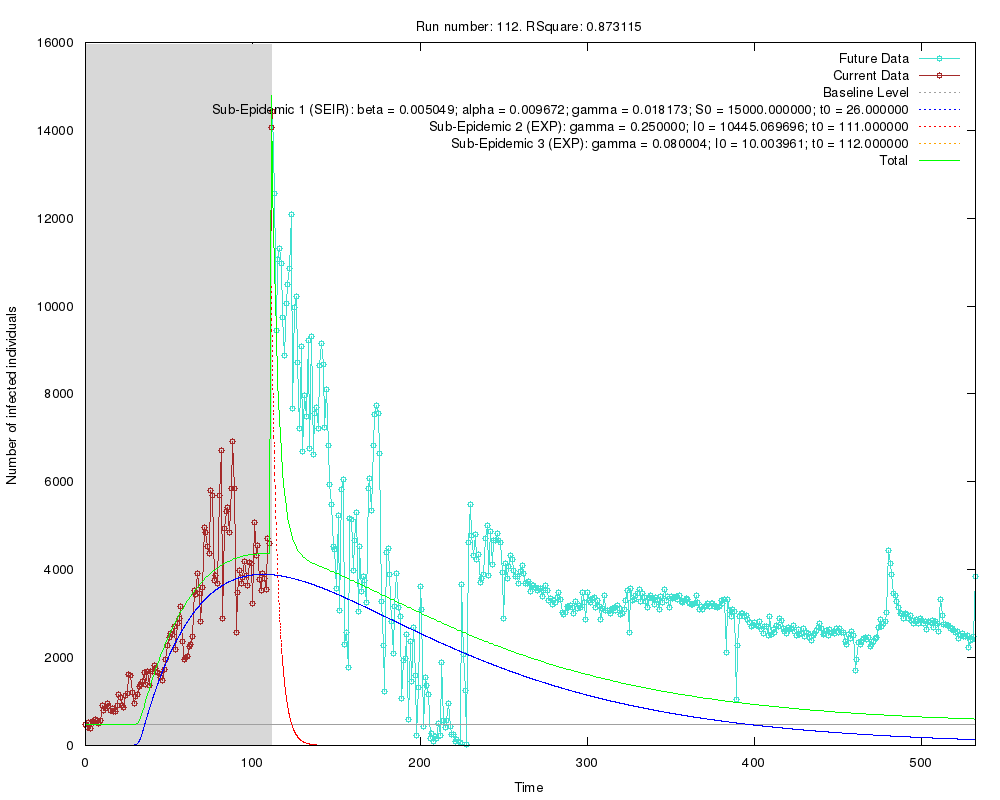 Run number: 112. RSquare: 0.873115
16000
14000
12000
10000
8000
6000
4000
2000
0
Number of infected individuals
Future Data
Current Data
Baseline Level
Sub-Epidemic 1 (SEIR): beta = 0.005049; alpha = 0.009672; gamma = 0.018173; S0 = 15000.000000; t0 = 26.000000
Sub-Epidemic 2 (EXP): gamma = 0.250000; I0 = 10445.069696; t0 = 111.000000
Sub-Epidemic 3 (EXP): gamma = 0.080004; I0 = 10.003961; t0 = 112.000000
Total
0 100 200 300 400 500
Time